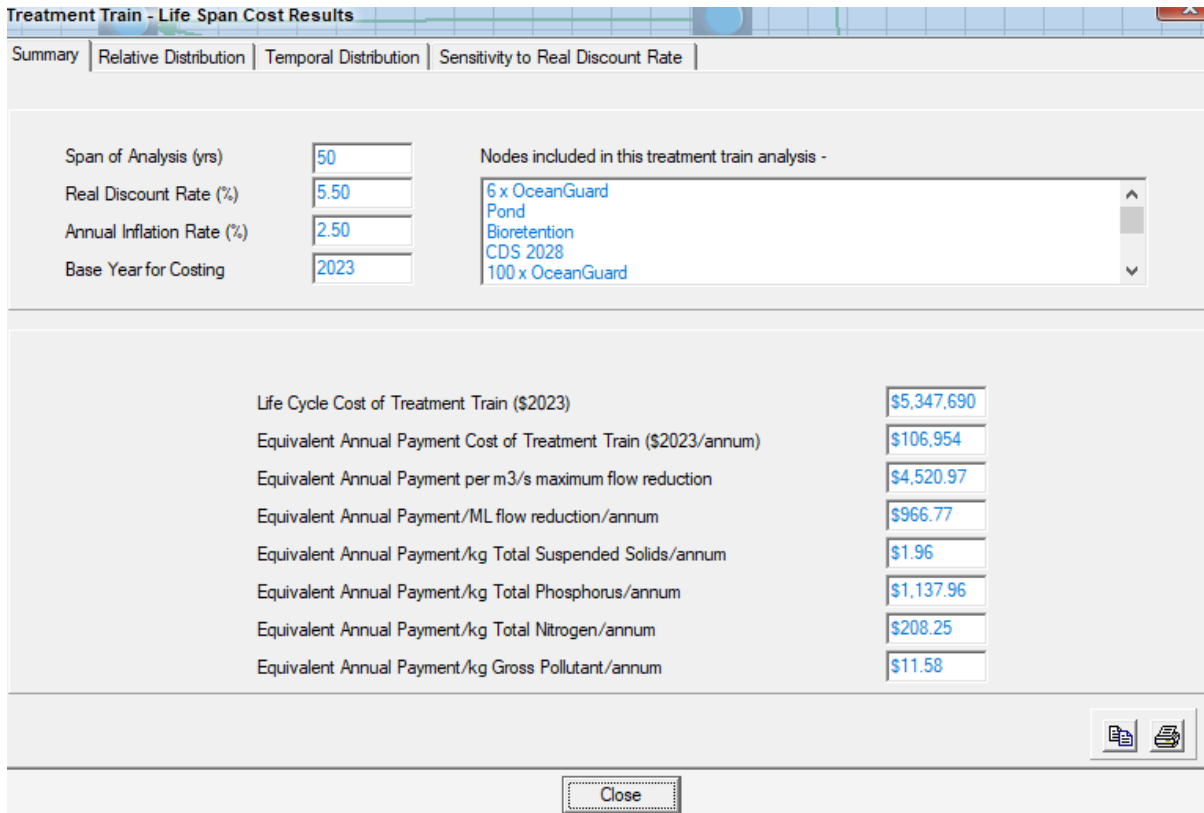 Treatment Train - Life Span Cost Results
Summary Relative Distribution Temporal Distribution Sensitivity to Real Discount Rate
Span of Analysis (yrs) 50 Nodes included in this treatment train analysis -
Real Discount Rate (%) 5.50 6 x OceanGuard
Pond
Annual Inflation Rate (%) 2.50 Bioretention
CDS 2028
Base Year for Costing 2023 100 x OceanGuard
Life Cycle Cost of Treatment Train ($2023) $5,347,690
Equivalent Annual Payment Cost of Treatment Train ($2023/annum) $106,954
Equivalent Annual Payment per m3/s maximum flow reduction $4,520.97
Equivalent Annual Payment/ML flow reduction/annum $966.77
Equivalent Annual Payment/kg Total Suspended Solids/annum $1.96
Equivalent Annual Payment/kg Total Phosphorus/annum $1,137.96
Equivalent Annual Payment/kg Total Nitrogen/annum $208.25
Equivalent Annual Payment/kg Gross Pollutant/annum $11.58
Close